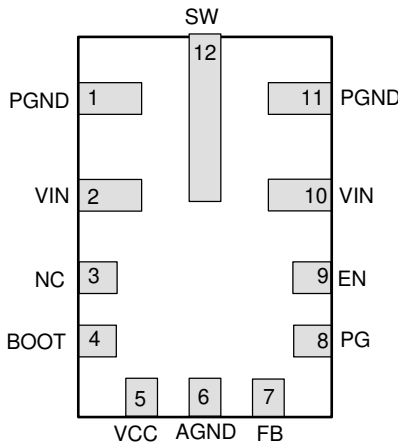 SW
12
PGND 1 11 PGND
VIN 2 10 VIN
NC 3 9 EN
BOOT 4 8 PG
5 6 7
VCC AGND FB